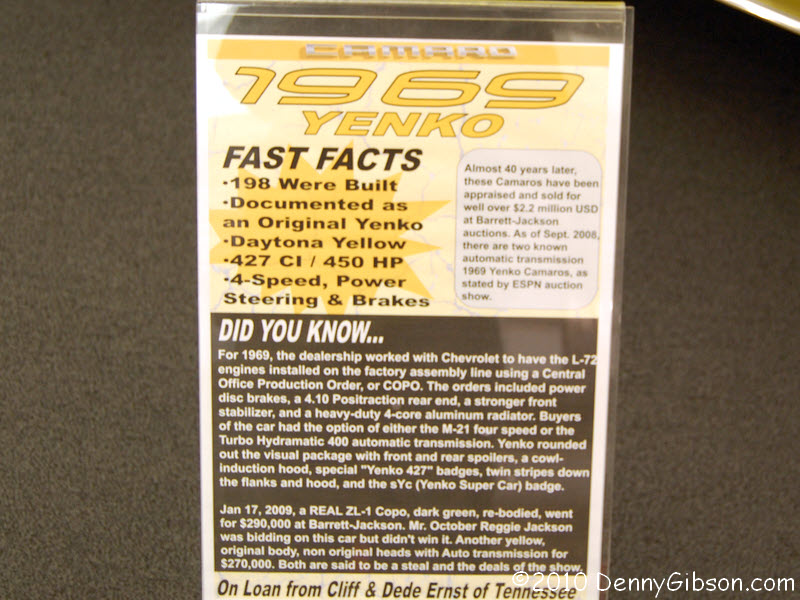 CAMARO
1969
YENKO
FAST FACTS
·198 Were Built
·Documented as
an Original Yenko
·Daytona Yellow
·427 CI / 450 HP
·4-Speed, Power
Steering & Brakes
Almost 40 years later,
these Camaros have been
appraised and sold for
well over $2.2 million USD
at Barrett-Jackson
auctions. As of Sept. 2008,
there are two known
automatic transmission
1969 Yenko Camaros, as
stated by ESPN auction
show.
DID YOU KNOW...
For 1969, the dealership worked with Chevrolet to have the L-72
engines installed on the factory assembly line using a Central
Office Production Order, or COPO. The orders included power
disc brakes, a 4.10 Positraction rear end, a stronger front
stabilizer, and a heavy-duty 4-core aluminum radiator. Buyers
of the car had the option of either the M-21 four speed or the
Turbo Hydramatic 400 automatic transmission. Yenko rounded
out the visual package with front and rear spoilers, a cowl-
induction hood, special "Yenko 427" badges, twin stripes down
the flanks and hood, and the sYc (Yenko Super Car) badge.
Jan 17, 2009, a REAL ZL-1 Copo, dark green, re-bodied, went
for $290,000 at Barrett-Jackson. Mr. October Reggie Jackson
was bidding on this car but didn't win it. Another yellow,
original body, non original heads with Auto transmission for
$270,000. Both are said to be a steal and the deals of the show.
On Loan from Cliff & Dede Ernst of Tennessee
©2010 DennyGibson.com